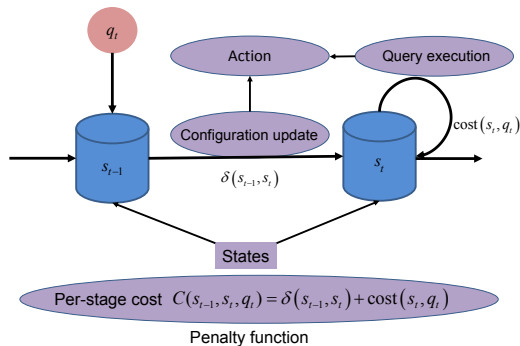 q_t
Action
Query execution
Configuration update
cost(s_t, q_t)
s_{t-1}
s_t
δ(s_{t-1}, s_t)
States
Per-stage cost C(s_{t-1}, s_t, q_t) = δ(s_{t-1}, s_t) + cost(s_t, q_t)
Penalty function